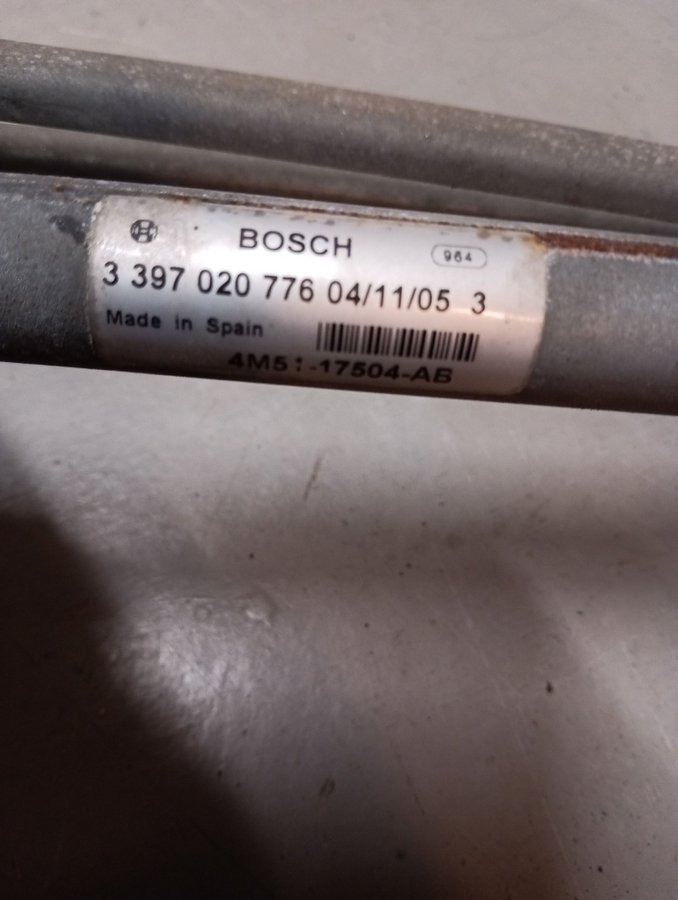 BOSCH 964
3 397 020 776 04/11/05 3
Made in Spain
4M51-17504-AB